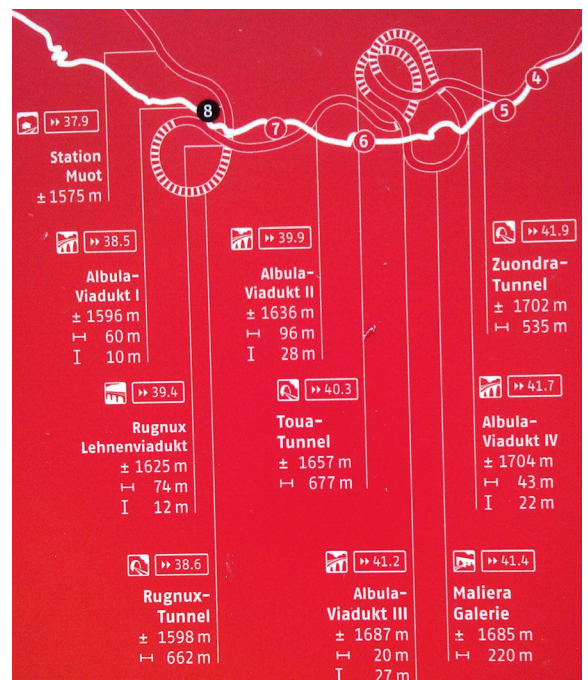 8
7
6
5
4
▸▸ 37.9
Station
Muot
± 1575 m
▸▸ 38.5
Albula-
Viadukt I
± 1596 m
60 m
10 m
▸▸ 39.9
Albula-
Viadukt II
± 1636 m
96 m
28 m
▸▸ 41.9
Zuondra-
Tunnel
± 1702 m
535 m
▸▸ 39.4
Rugnux
Lehnenviadukt
± 1625 m
74 m
12 m
▸▸ 40.3
Toua-
Tunnel
± 1657 m
677 m
▸▸ 41.7
Albula-
Viadukt IV
± 1704 m
43 m
22 m
▸▸ 38.6
Rugnux-
Tunnel
± 1598 m
662 m
▸▸ 41.2
Albula-
Viadukt III
± 1687 m
20 m
27 m
▸▸ 41.4
Maliera
Galerie
± 1685 m
220 m